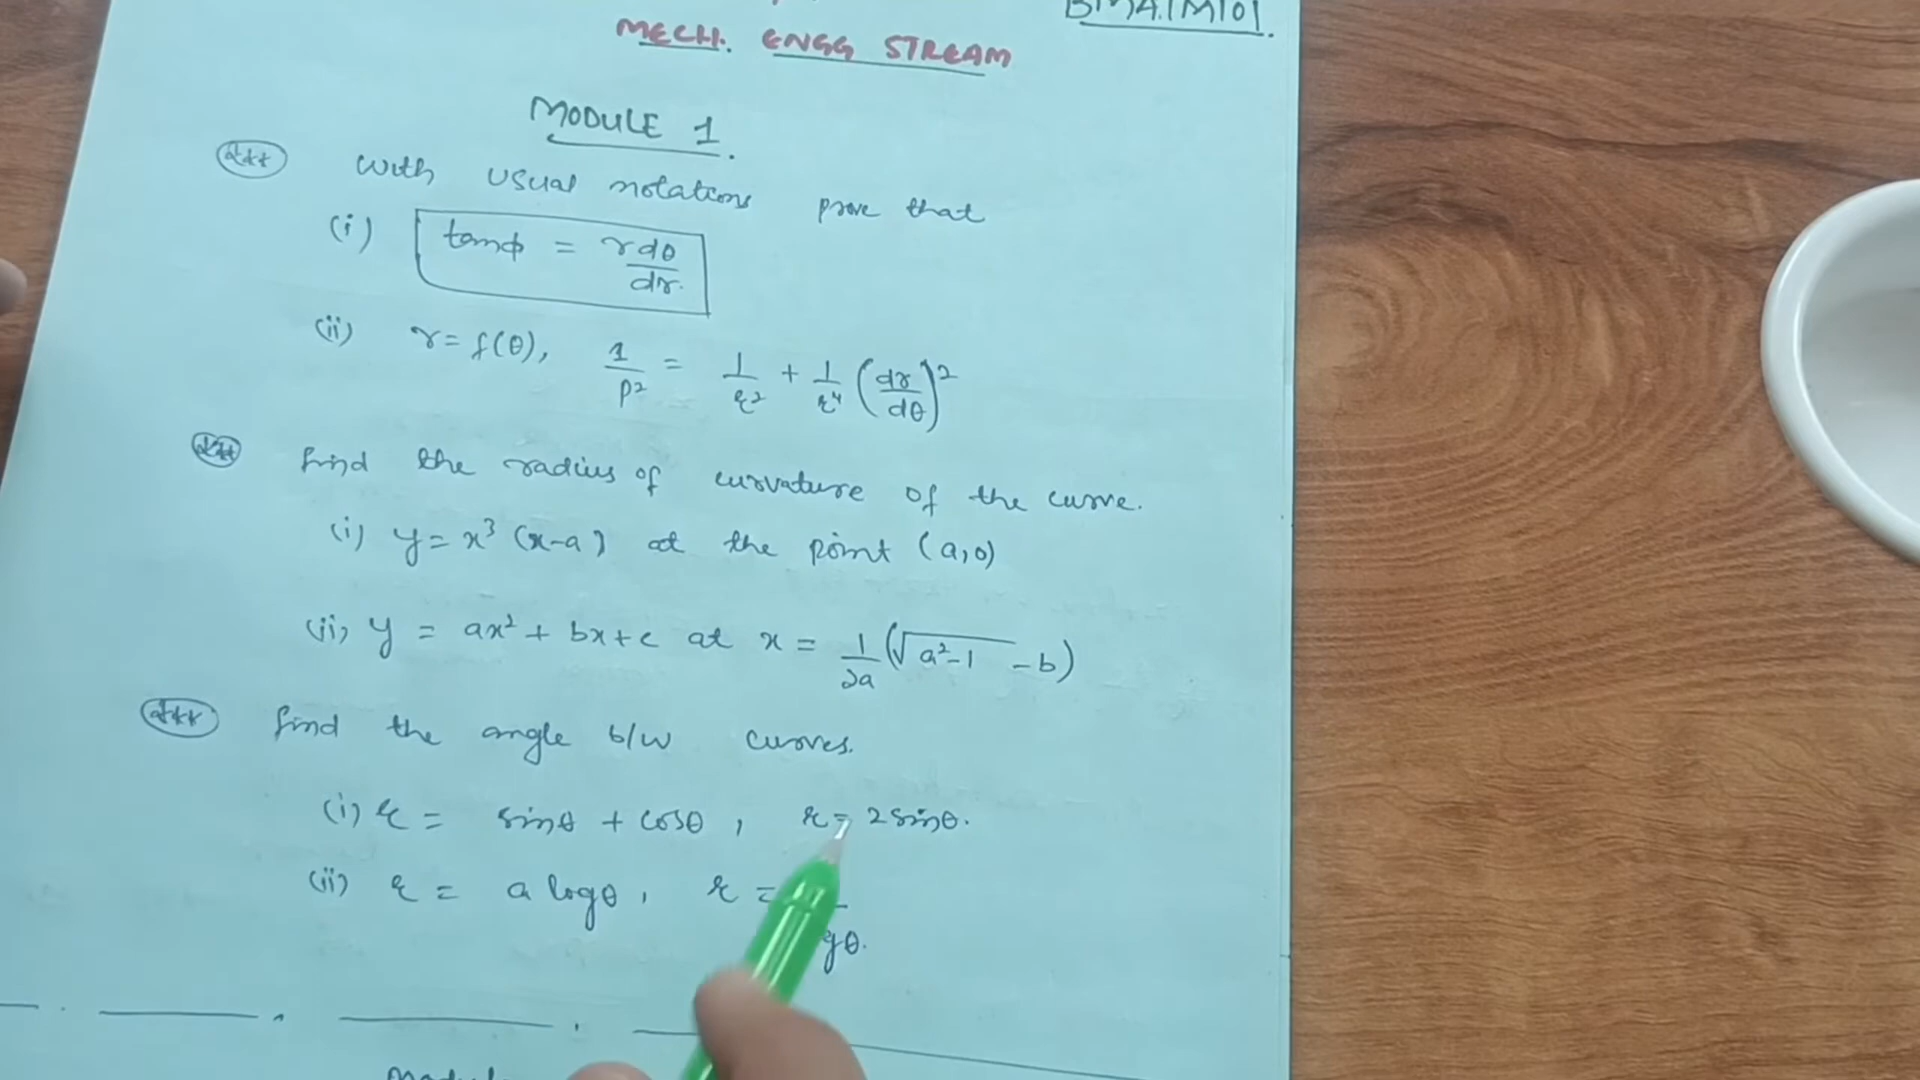 BMATM101.
MECH. ENGG STREAM
MODULE 1.
*** with usual notations prove that
(i) tanφ = rdθ/dr.
(ii) r = f(θ), 1/p² = 1/r² + 1/r⁴ (dr/dθ)²
*** find the radius of curvature of the curve.
(i) y = x³ (x-a) at the point (a,0)
(ii) y = ax² + bx+c at x = 1/2a (√a²-1 - b)
*** find the angle b/w curves.
(i) r = sinθ + cosθ, r = 2sinθ.
(ii) r = a logθ, r =
gθ.